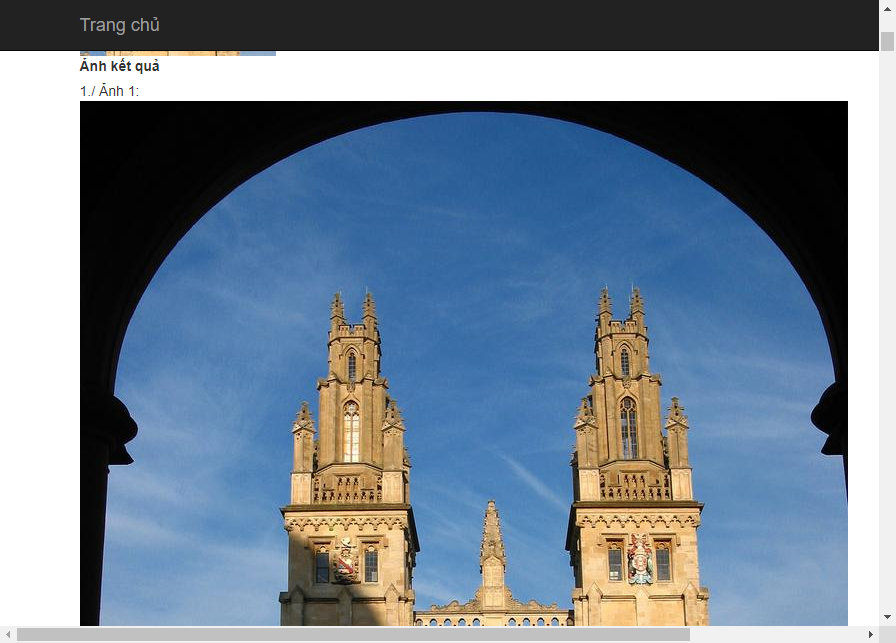 Trang chủ
Ảnh kết quả
1./ Ảnh 1: